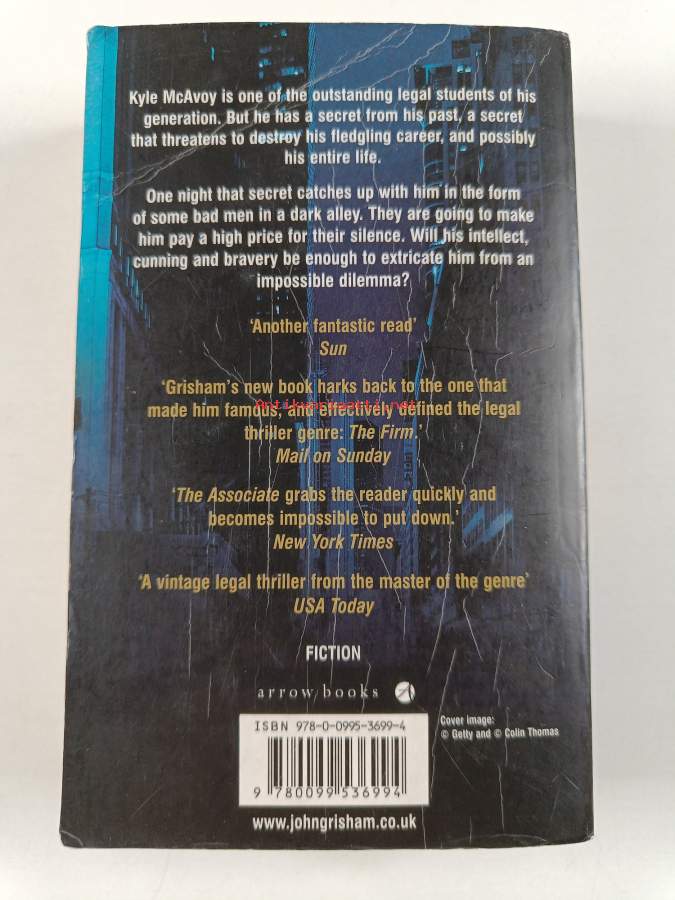 Kyle McAvoy is one of the outstanding legal students of his
generation. But he has a secret from his past, a secret
that threatens to destroy his fledgling career, and possibly
his entire life.
One night that secret catches up with him in the form
of some bad men in a dark alley. They are going to make
him pay a high price for their silence. Will his intellect,
cunning and bravery be enough to extricate him from an
impossible dilemma?
‘Another fantastic read’
Sun
‘Grisham’s new book harks back to the one that
made him famous, and effectively defined the legal
thriller genre: The Firm.’
Mail on Sunday
‘The Associate grabs the reader quickly and
becomes impossible to put down.’
New York Times
‘A vintage legal thriller from the master of the genre’
USA Today
FICTION
arrow books
ISBN 978-0-0995-3699-4
9 780099 536994
Cover image:
© Getty and © Colin Thomas
www.johngrisham.co.uk